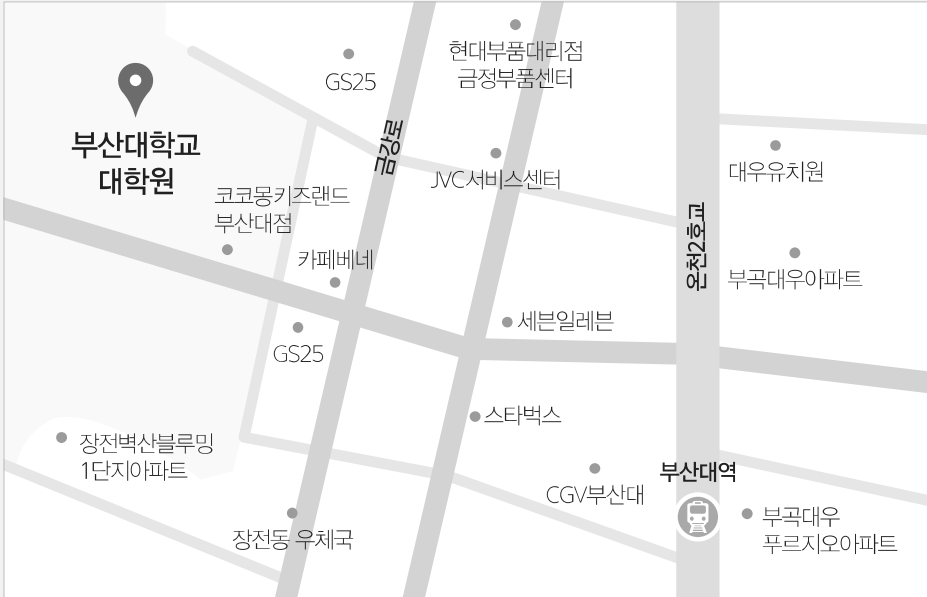 GS25
현대부품대리점
금정부품센터
부산대학교
대학원
금강로
JVC서비스센터
대우유치원
코코몽키즈랜드
부산대점
온천2호교
카페베네
부곡대우아파트
세븐일레븐
GS25
스타벅스
장전벽산블루밍
1단지아파트
부산대역
CGV부산대
부곡대우
푸르지오아파트
장전동 우체국